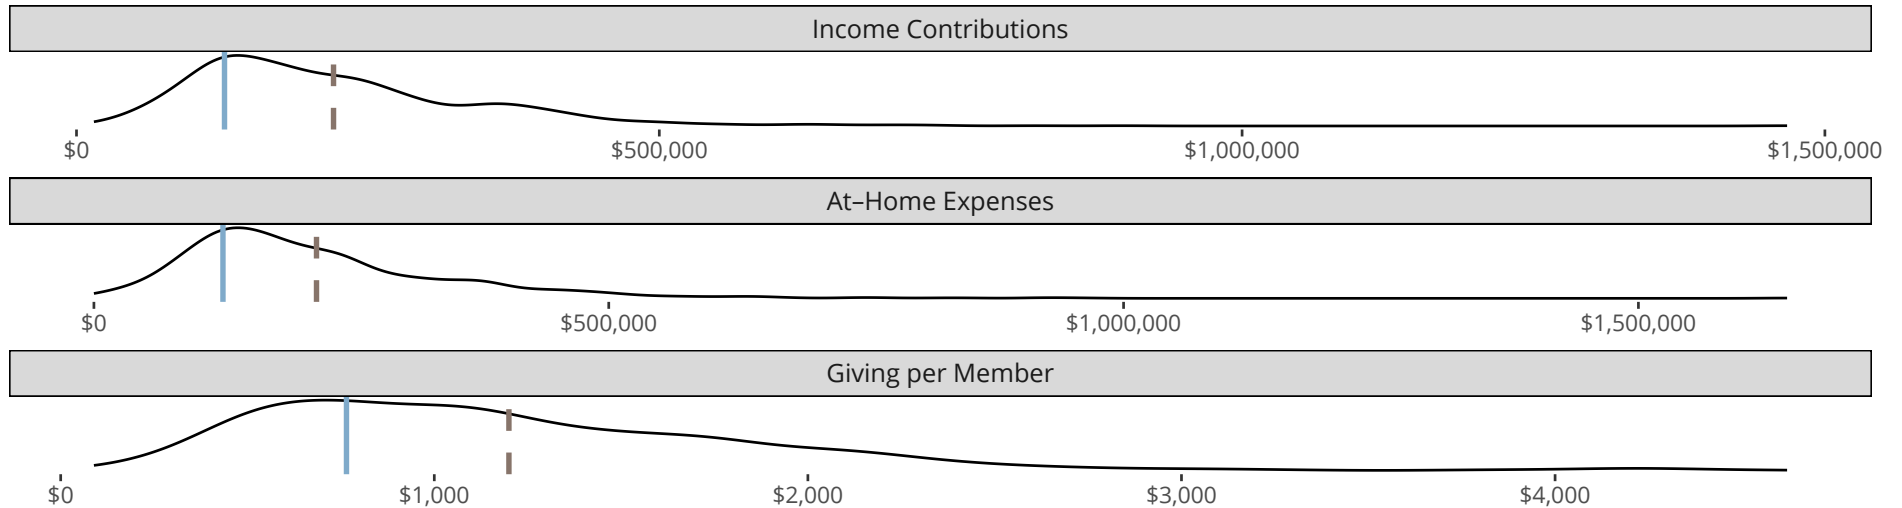 Income Contributions
$0 $500,000 $1,000,000 $1,500,000
At–Home Expenses
$0 $500,000 $1,000,000 $1,500,000
Giving per Member
$0 $1,000 $2,000 $3,000 $4,000